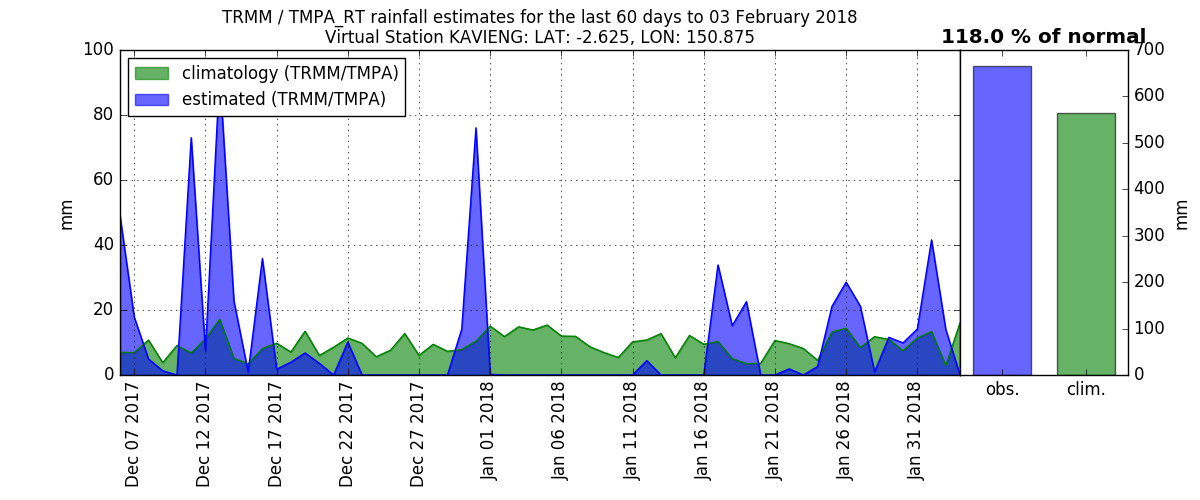 TRMM / TMPA_RT rainfall estimates for the last 60 days to 03 February 2018
Virtual Station KAVIENG: LAT: -2.625, LON: 150.875
118.0 % of normal
climatology (TRMM/TMPA)
estimated (TRMM/TMPA)
100
80
60
40
20
0
mm
700
600
500
400
300
200
100
0
mm
Dec 07 2017
Dec 12 2017
Dec 17 2017
Dec 22 2017
Dec 27 2017
Jan 01 2018
Jan 06 2018
Jan 11 2018
Jan 16 2018
Jan 21 2018
Jan 26 2018
Jan 31 2018
obs.
clim.